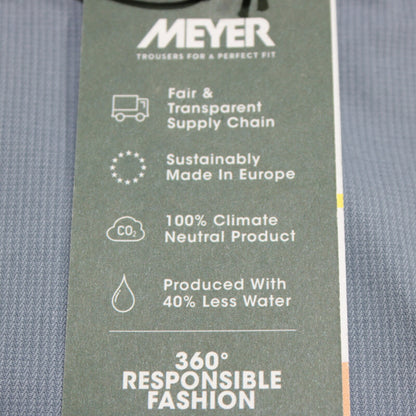 MEYER
TROUSERS FOR A PERFECT FIT
Fair &
Transparent
Supply Chain
Sustainably
Made In Europe
CO₂
100% Climate
Neutral Product
Produced With
40% Less Water
360°
RESPONSIBLE
FASHION